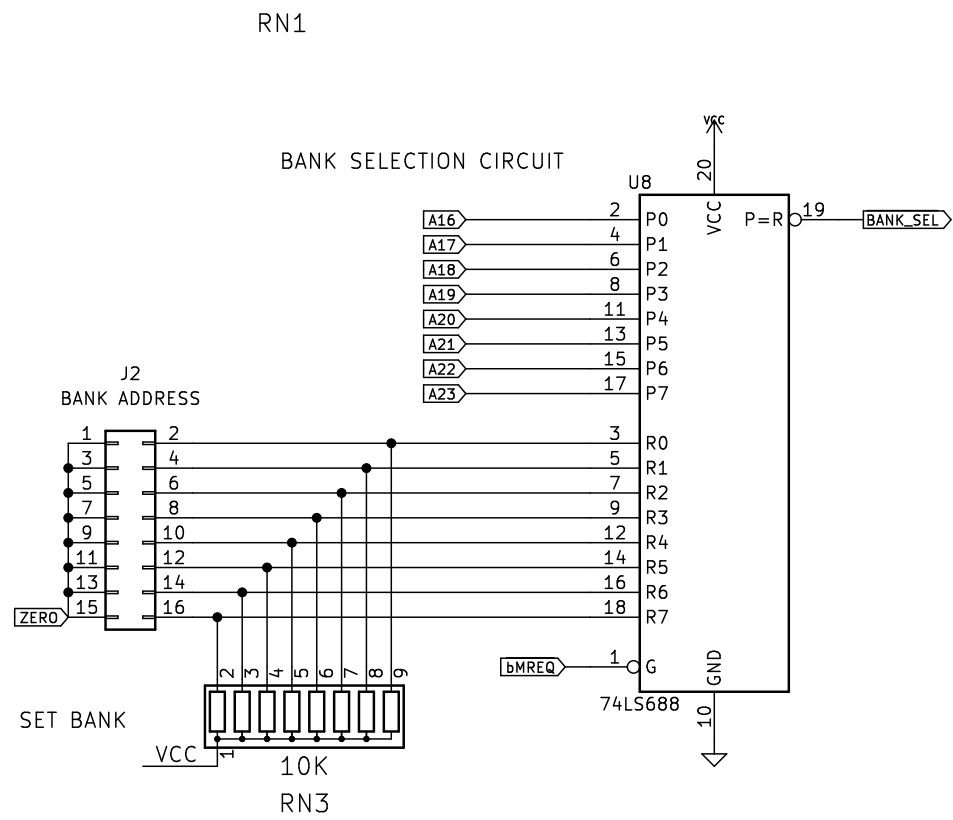 RN1
VCC
BANK SELECTION CIRCUIT
20
U8
A16 2 P0 VCC P=R 19 BANK_SEL
A17 4 P1
A18 6 P2
A19 8 P3
A20 11 P4
A21 13 P5
A22 15 P6
A23 17 P7
J2
BANK ADDRESS
1 2 3 R0
3 4 5 R1
5 6 7 R2
7 8 9 R3
9 10 12 R4
11 12 14 R5
13 14 16 R6
ZERO 15 16 18 R7
bMREQ 1 G GND
2 3 4 5 6 7 8 9
74LS688
10
SET BANK
VCC 1
10K
RN3